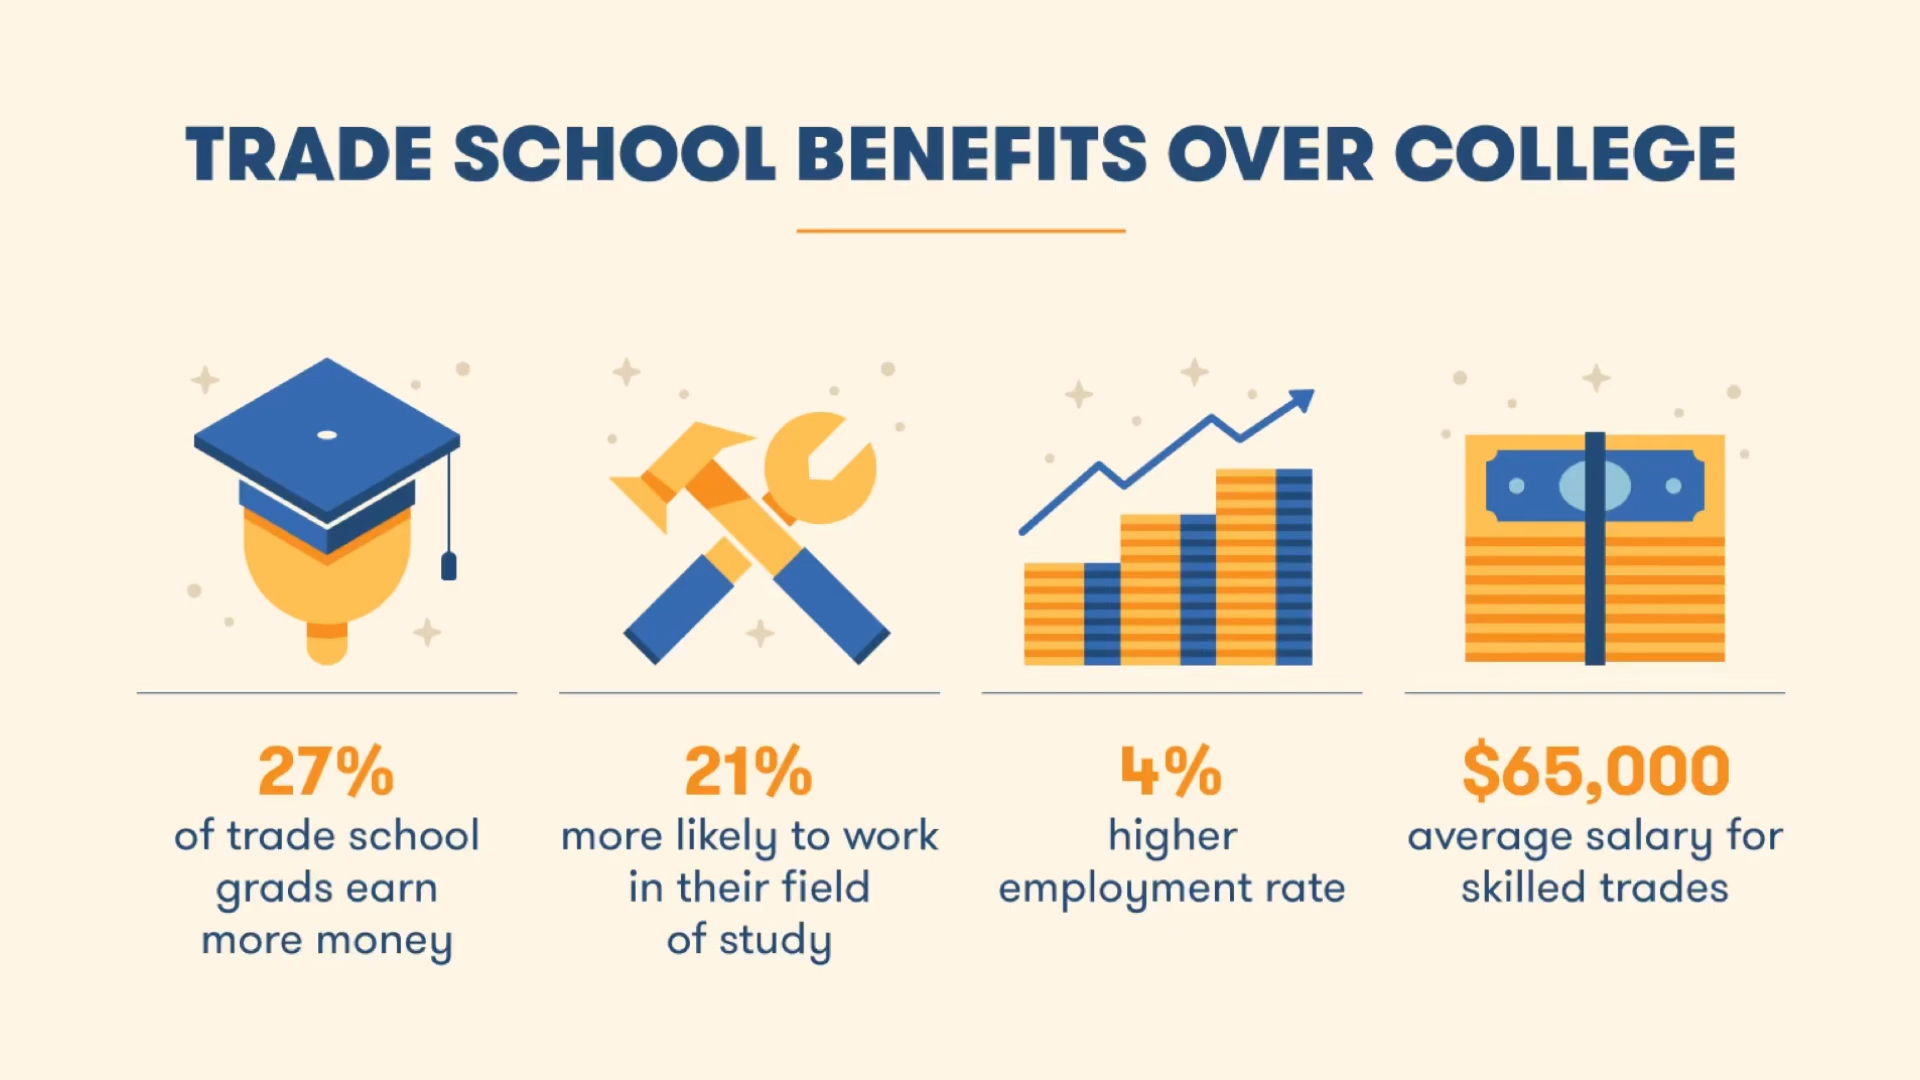 TRADE SCHOOL BENEFITS OVER COLLEGE
27%
of trade school
grads earn
more money
21%
more likely to work
in their field
of study
4%
higher
employment rate
$65,000
average salary for
skilled trades